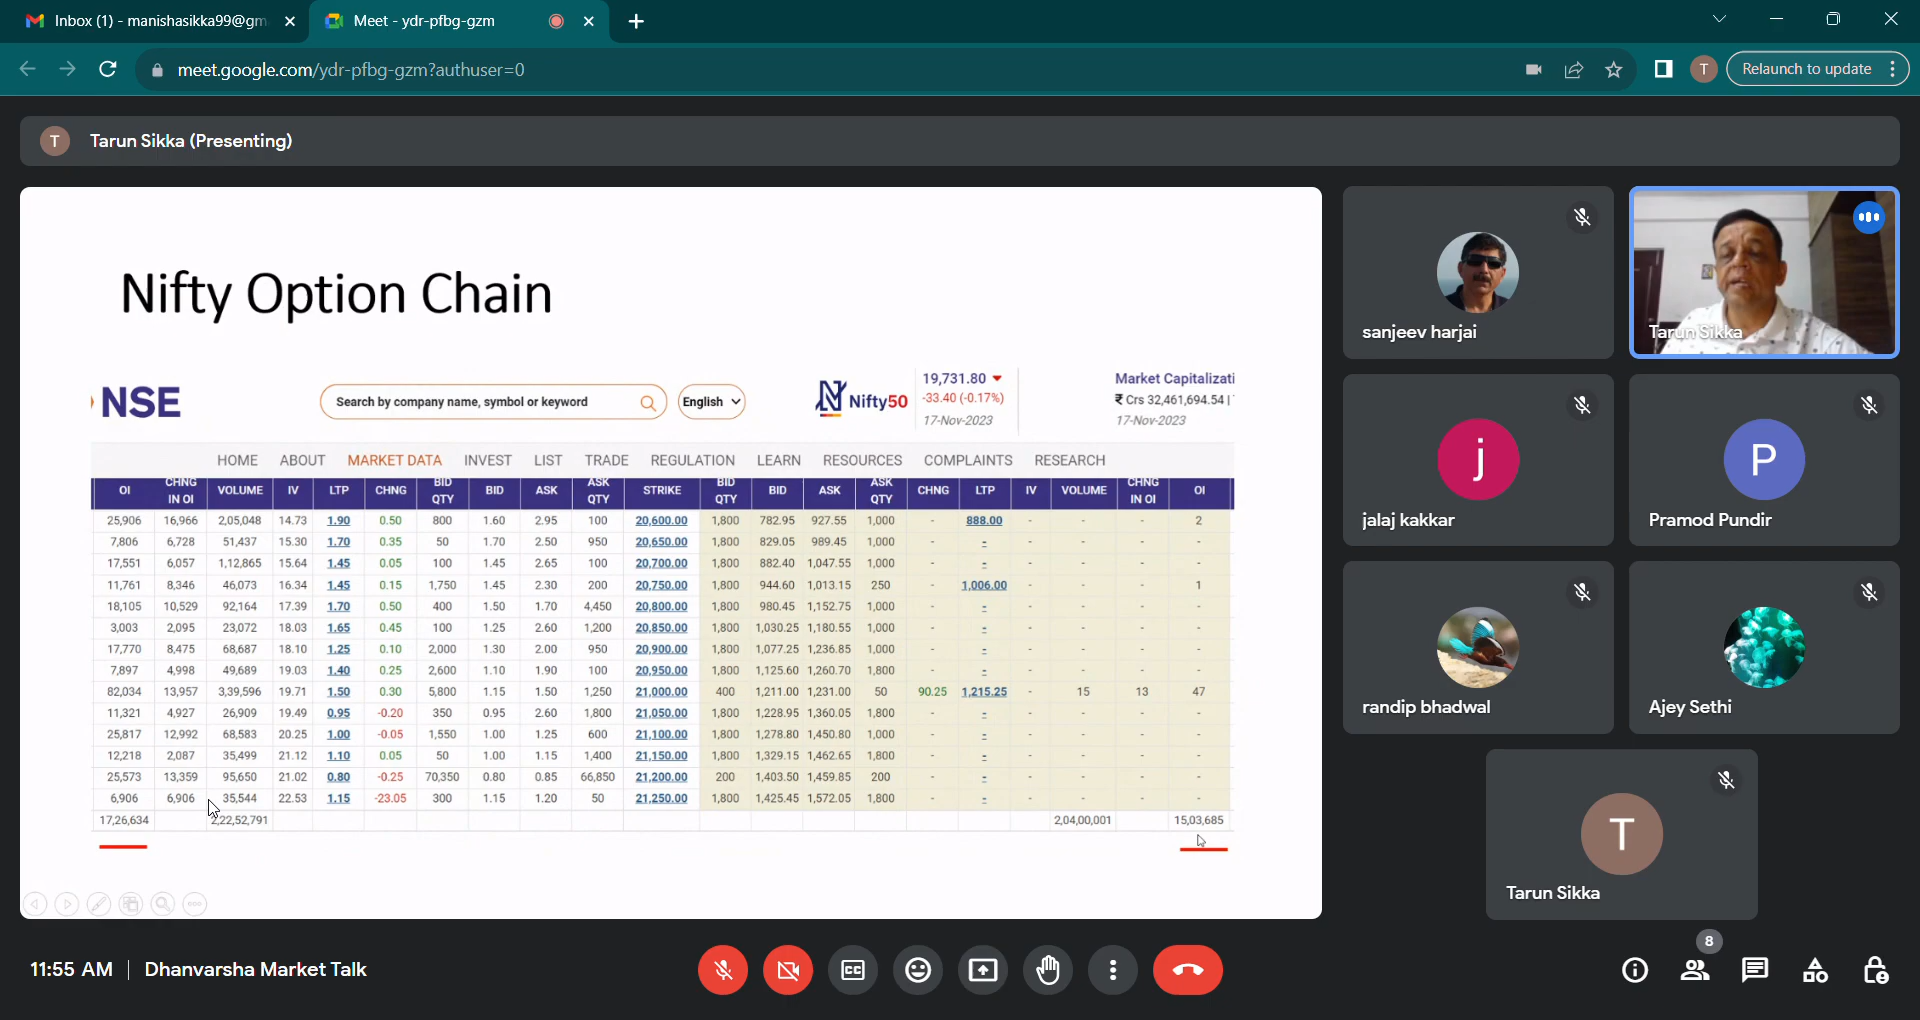 Inbox (1) - manishasikka99@gm
Meet - ydr-pfbg-gzm
meet.google.com/ydr-pfbg-gzm?authuser=0
T
Relaunch to update
T
Tarun Sikka (Presenting)
Nifty Option Chain
NSE
Search by company name, symbol or keyword
English
Nifty50
19,731.80
-33.40 (-0.17%)
17-Nov-2023
Market Capitalizati
₹ Crs 32,461,694.54 |
17-Nov-2023
HOME ABOUT MARKET DATA INVEST LIST TRADE REGULATION LEARN RESOURCES COMPLAINTS RESEARCH
OI CHNG IN OI VOLUME IV LTP CHNG BID QTY BID ASK ASK QTY STRIKE BID QTY BID ASK ASK QTY CHNG LTP IV VOLUME CHNG IN OI OI
25,906 16,966 2,05,048 14.73 1.90 0.50 800 1.60 2.95 100 20,600.00 1,800 782.95 927.55 1,000 - 888.00 - - - 2
7,806 6,728 51,437 15.30 1.70 0.35 50 1.70 2.50 950 20,650.00 1,800 829.05 989.45 1,000 - - - - - -
17,551 6,057 1,12,865 15.64 1.45 0.05 100 1.45 2.65 100 20,700.00 1,800 882.40 1,047.55 1,000 - - - - - -
11,761 8,346 46,073 16.34 1.45 0.15 1,750 1.45 2.30 200 20,750.00 1,800 944.60 1,013.15 250 - 1,006.00 - - - 1
18,105 10,529 92,164 17.39 1.70 0.50 400 1.50 1.70 4,450 20,800.00 1,800 980.45 1,152.75 1,000 - - - - - -
3,003 2,095 23,072 18.03 1.65 0.45 100 1.25 2.60 1,200 20,850.00 1,800 1,030.25 1,180.55 1,000 - - - - - -
17,770 8,475 68,687 18.10 1.25 0.10 2,000 1.30 2.00 950 20,900.00 1,800 1,077.25 1,236.85 1,000 - - - - - -
7,897 4,998 49,689 19.03 1.40 0.25 2,600 1.10 1.90 100 20,950.00 1,800 1,125.60 1,260.70 1,800 - - - - - -
82,034 13,957 3,39,596 19.71 1.50 0.30 5,800 1.15 1.50 1,250 21,000.00 400 1,211.00 1,231.00 50 90.25 1,215.25 - 15 13 47
11,321 4,927 26,909 19.49 0.95 -0.20 350 0.95 2.60 1,800 21,050.00 1,800 1,228.95 1,360.05 1,800 - - - - - -
25,817 12,992 68,583 20.25 1.00 -0.05 1,550 1.00 1.25 600 21,100.00 1,800 1,278.80 1,450.80 1,000 - - - - - -
12,218 2,087 35,499 21.12 1.10 0.05 50 1.00 1.15 1,400 21,150.00 1,800 1,329.15 1,462.65 1,800 - - - - - -
25,573 13,359 95,650 21.02 0.80 -0.25 70,350 0.80 0.85 66,850 21,200.00 200 1,403.50 1,459.85 200 - - - - - -
6,906 6,906 35,544 22.53 1.15 -23.05 300 1.15 1.20 50 21,250.00 1,800 1,425.45 1,572.05 1,800 - - - - - -
17,26,634 2,22,52,791 2,04,00,001 15,03,685
sanjeev harjai
Tarun Sikka
j
jalaj kakkar
P
Pramod Pundir
randip bhadwal
Ajey Sethi
T
Tarun Sikka
11:55 AM | Dhanvarsha Market Talk
CC
8